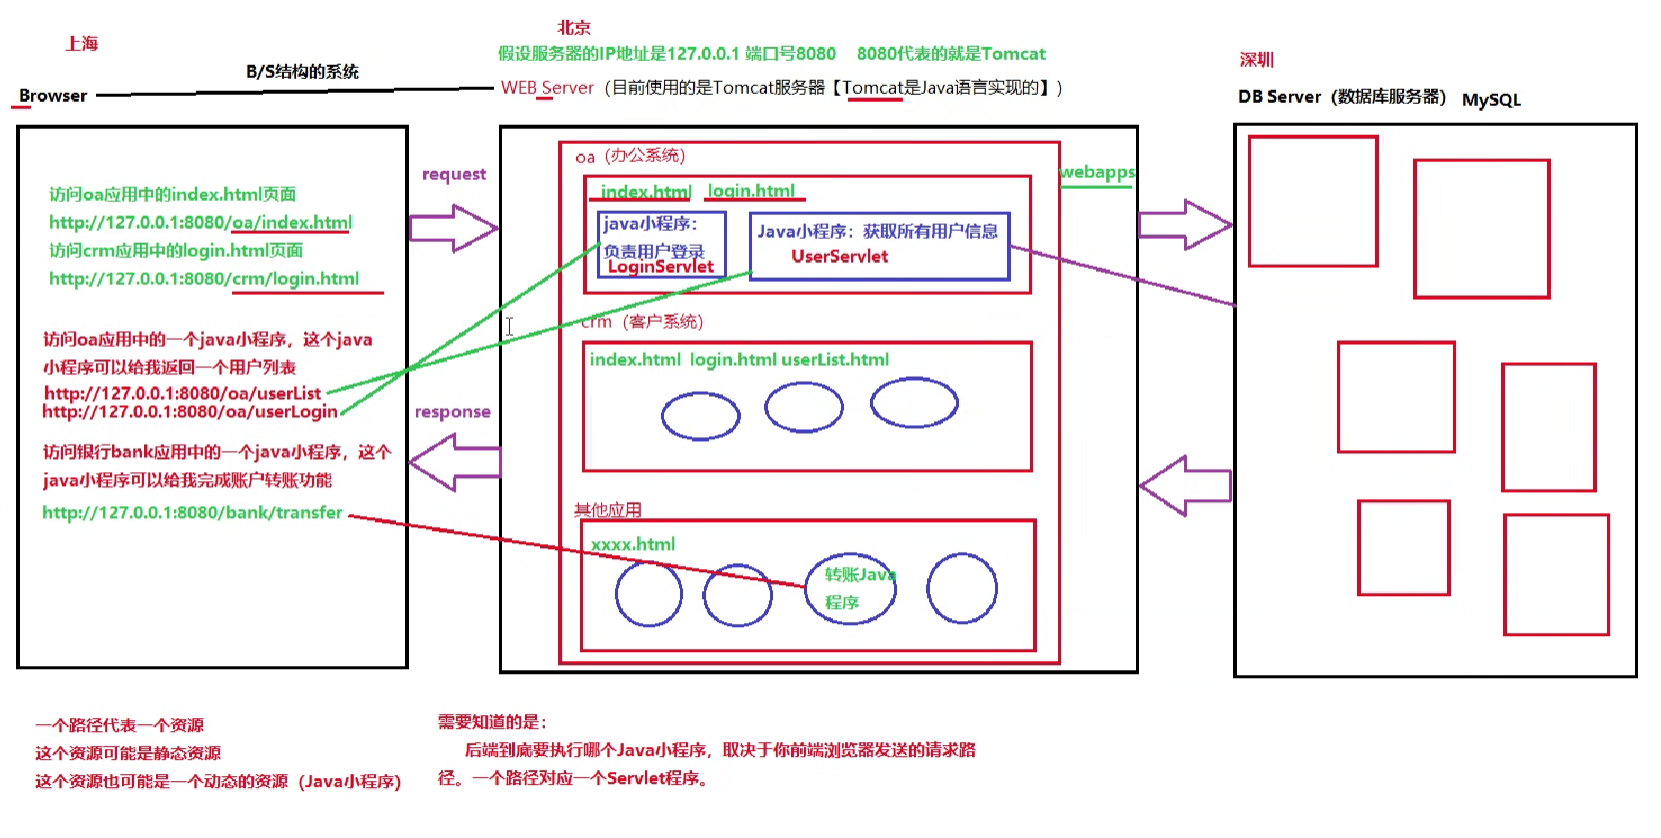 上海
北京
假设服务器的IP地址是127.0.0.1 端口号8080 8080代表的就是Tomcat
深圳
B/S结构的系统
Browser
WEB Server（目前使用的是Tomcat服务器【Tomcat是Java语言实现的】）
DB Server（数据库服务器） MySQL
访问oa应用中的index.html页面
http://127.0.0.1:8080/oa/index.html
访问crm应用中的login.html页面
http://127.0.0.1:8080/crm/login.html
访问oa应用中的一个java小程序，这个java
小程序可以给我返回一个用户列表
http://127.0.0.1:8080/oa/userList
http://127.0.0.1:8080/oa/userLogin
访问银行bank应用中的一个java小程序，这个
java小程序可以给我完成账户转账功能
http://127.0.0.1:8080/bank/transfer
request
response
oa（办公系统）
webapps
index.html login.html
java小程序：
负责用户登录
LoginServlet
Java小程序：获取所有用户信息
UserServlet
crm（客户系统）
index.html login.html userList.html
其他应用
xxxx.html
转账Java
程序
一个路径代表一个资源
这个资源可能是静态资源
这个资源也可能是一个动态的资源（Java小程序）
需要知道的是：
后端到底要执行哪个Java小程序，取决于你前端浏览器发送的请求路
径。一个路径对应一个Servlet程序。